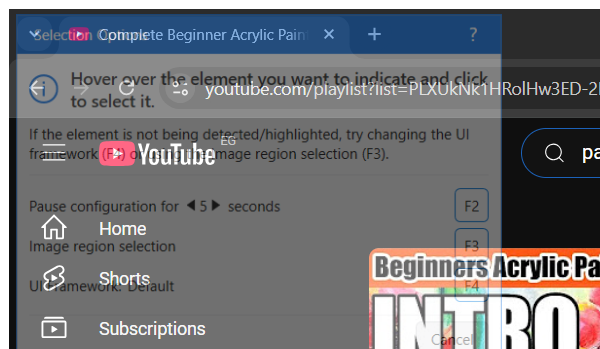 Selection Options
Complete Beginner Acrylic Pain
?
Hover over the element you want to indicate and click
to select it.
youtube.com/playlist?list=PLXUkNk1HRolHw3ED-2
If the element is not being detected/highlighted, try changing the UI
framework (F4) or using the image region selection (F3).
YouTube EG
pa
Pause configuration for 5 seconds
F2
Home
Image region selection
F3
Beginners Acrylic Pa
Shorts
UI Framework: Default
F4
INTRO
Subscriptions
Cancel